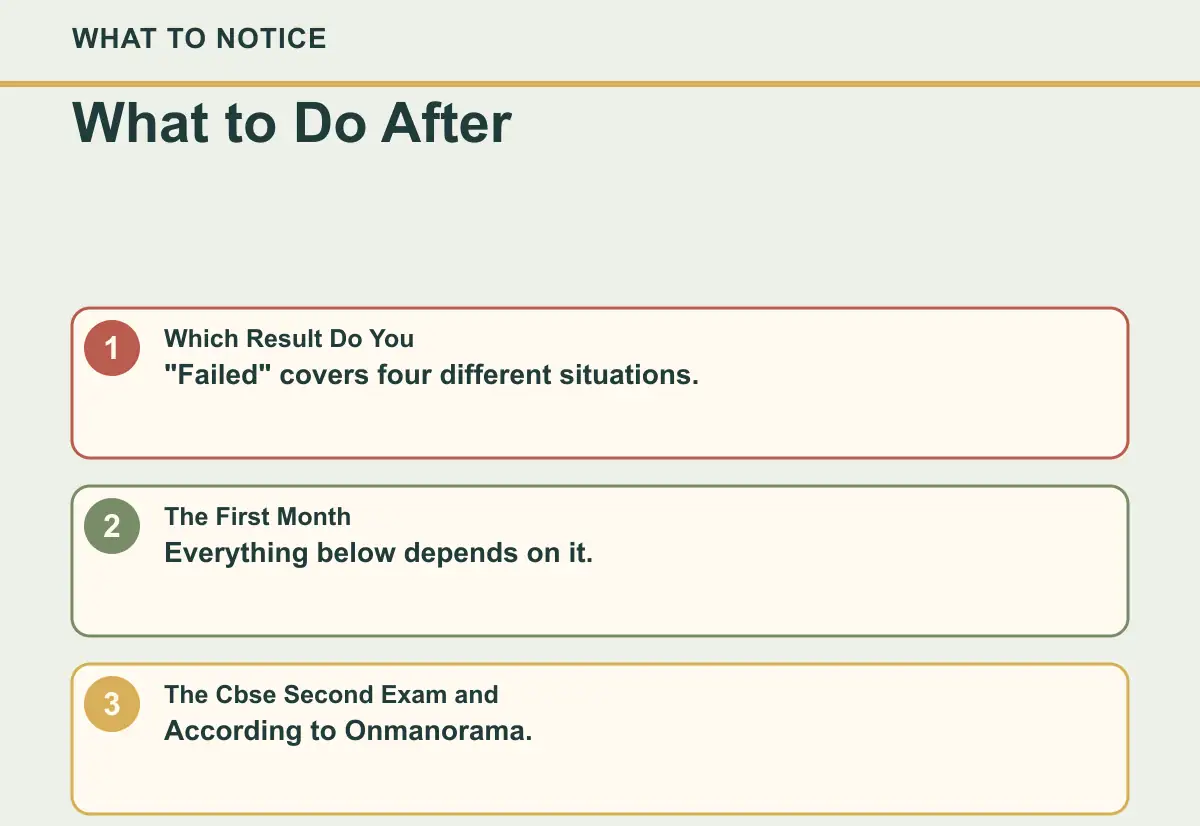 WHAT TO NOTICE
What to Do After
1
Which Result Do You
"Failed" covers four different situations.
2
The First Month
Everything below depends on it.
3
The Cbse Second Exam and
According to Onmanorama.